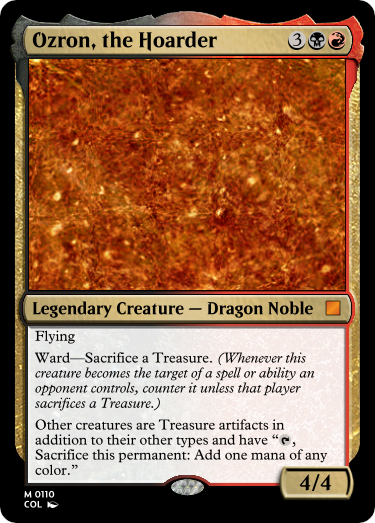 Ozron, the Hoarder 3
Legendary Creature — Dragon Noble
Flying
Ward—Sacrifice a Treasure. (Whenever this
creature becomes the target of a spell or ability an
opponent controls, counter it unless that player
sacrifices a Treasure.)
Other creatures are Treasure artifacts in
addition to their other types and have “,
Sacrifice this permanent: Add one mana of any
color.”
4/4
M 0110
COL